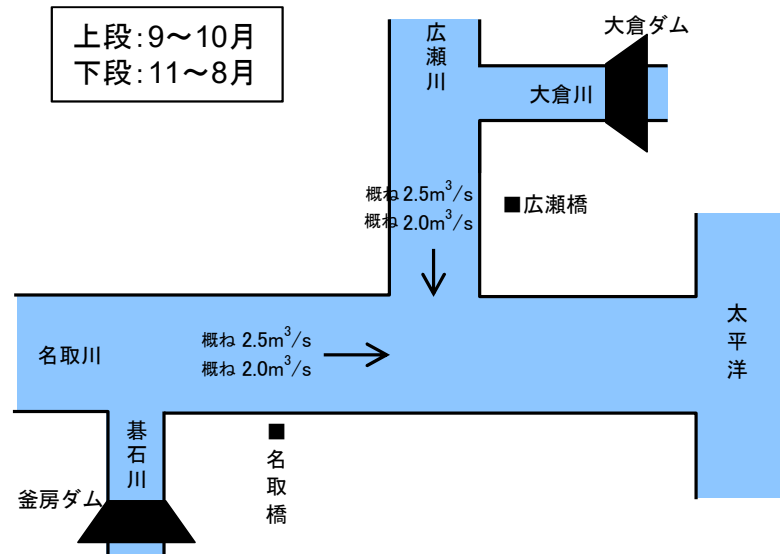 上段:9~10月
下段:11~8月
広瀬川
大倉ダム
大倉川
概ね 2.5m³/s
概ね 2.0m³/s
■広瀬橋
太平洋
名取川
概ね 2.5m³/s
概ね 2.0m³/s
碁石川
■名取橋
釜房ダム